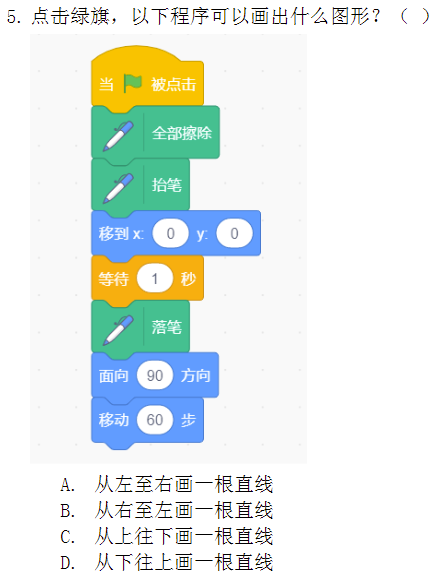 5. 点击绿旗，以下程序可以画出什么图形？（ ）
当 被点击
全部擦除
抬笔
移到 x: 0 y: 0
等待 1 秒
落笔
面向 90 方向
移动 60 步
A. 从左至右画一根直线
B. 从右至左画一根直线
C. 从上往下画一根直线
D. 从下往上画一根直线